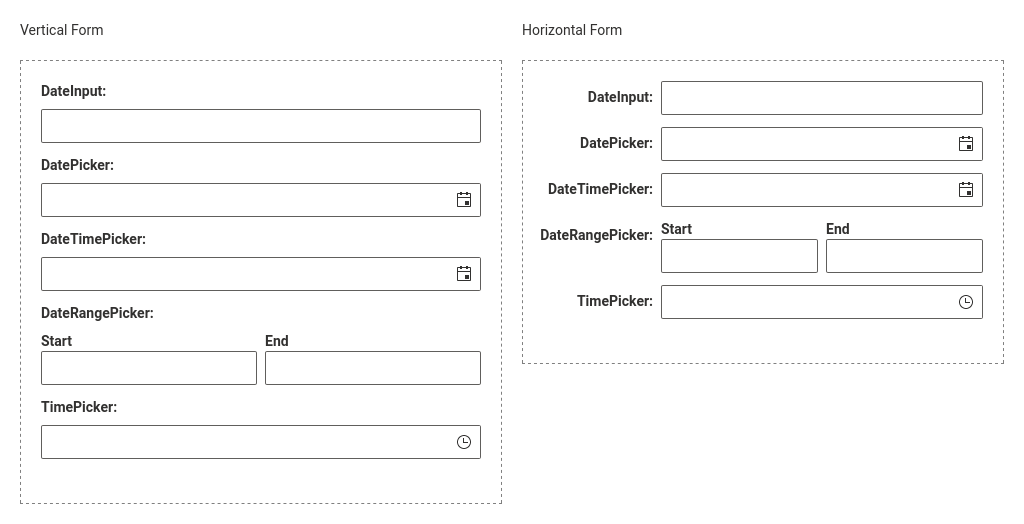 Vertical Form
DateInput:
DatePicker:
DateTimePicker:
DateRangePicker:
Start End
TimePicker:
Horizontal Form
DateInput:
DatePicker:
DateTimePicker:
DateRangePicker: Start End
TimePicker: